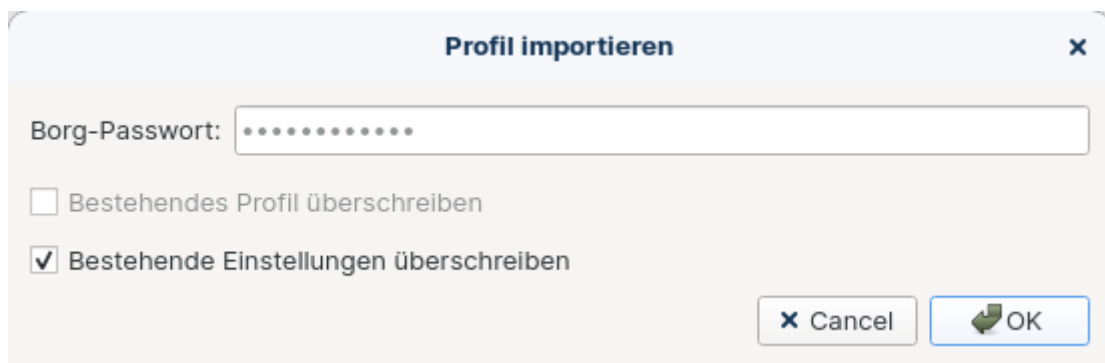 Profil importieren
Borg-Passwort: ••••••••••••
Bestehendes Profil überschreiben
Bestehende Einstellungen überschreiben
Cancel OK